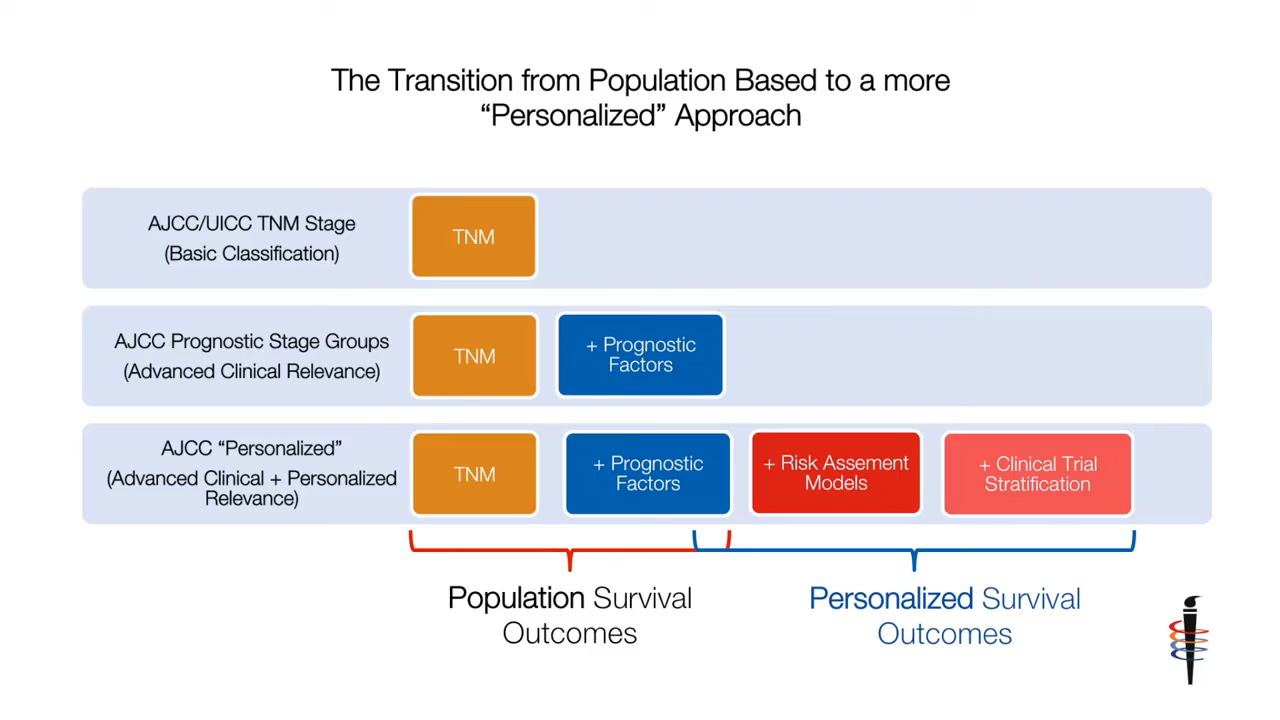 The Transition from Population Based to a more
“Personalized” Approach
AJCC/UICC TNM Stage
(Basic Classification)
TNM
AJCC Prognostic Stage Groups
(Advanced Clinical Relevance)
TNM
+ Prognostic
Factors
AJCC “Personalized”
(Advanced Clinical + Personalized
Relevance)
TNM
+ Prognostic
Factors
+ Risk Assement
Models
+ Clinical Trial
Stratification
Population Survival
Outcomes
Personalized Survival
Outcomes